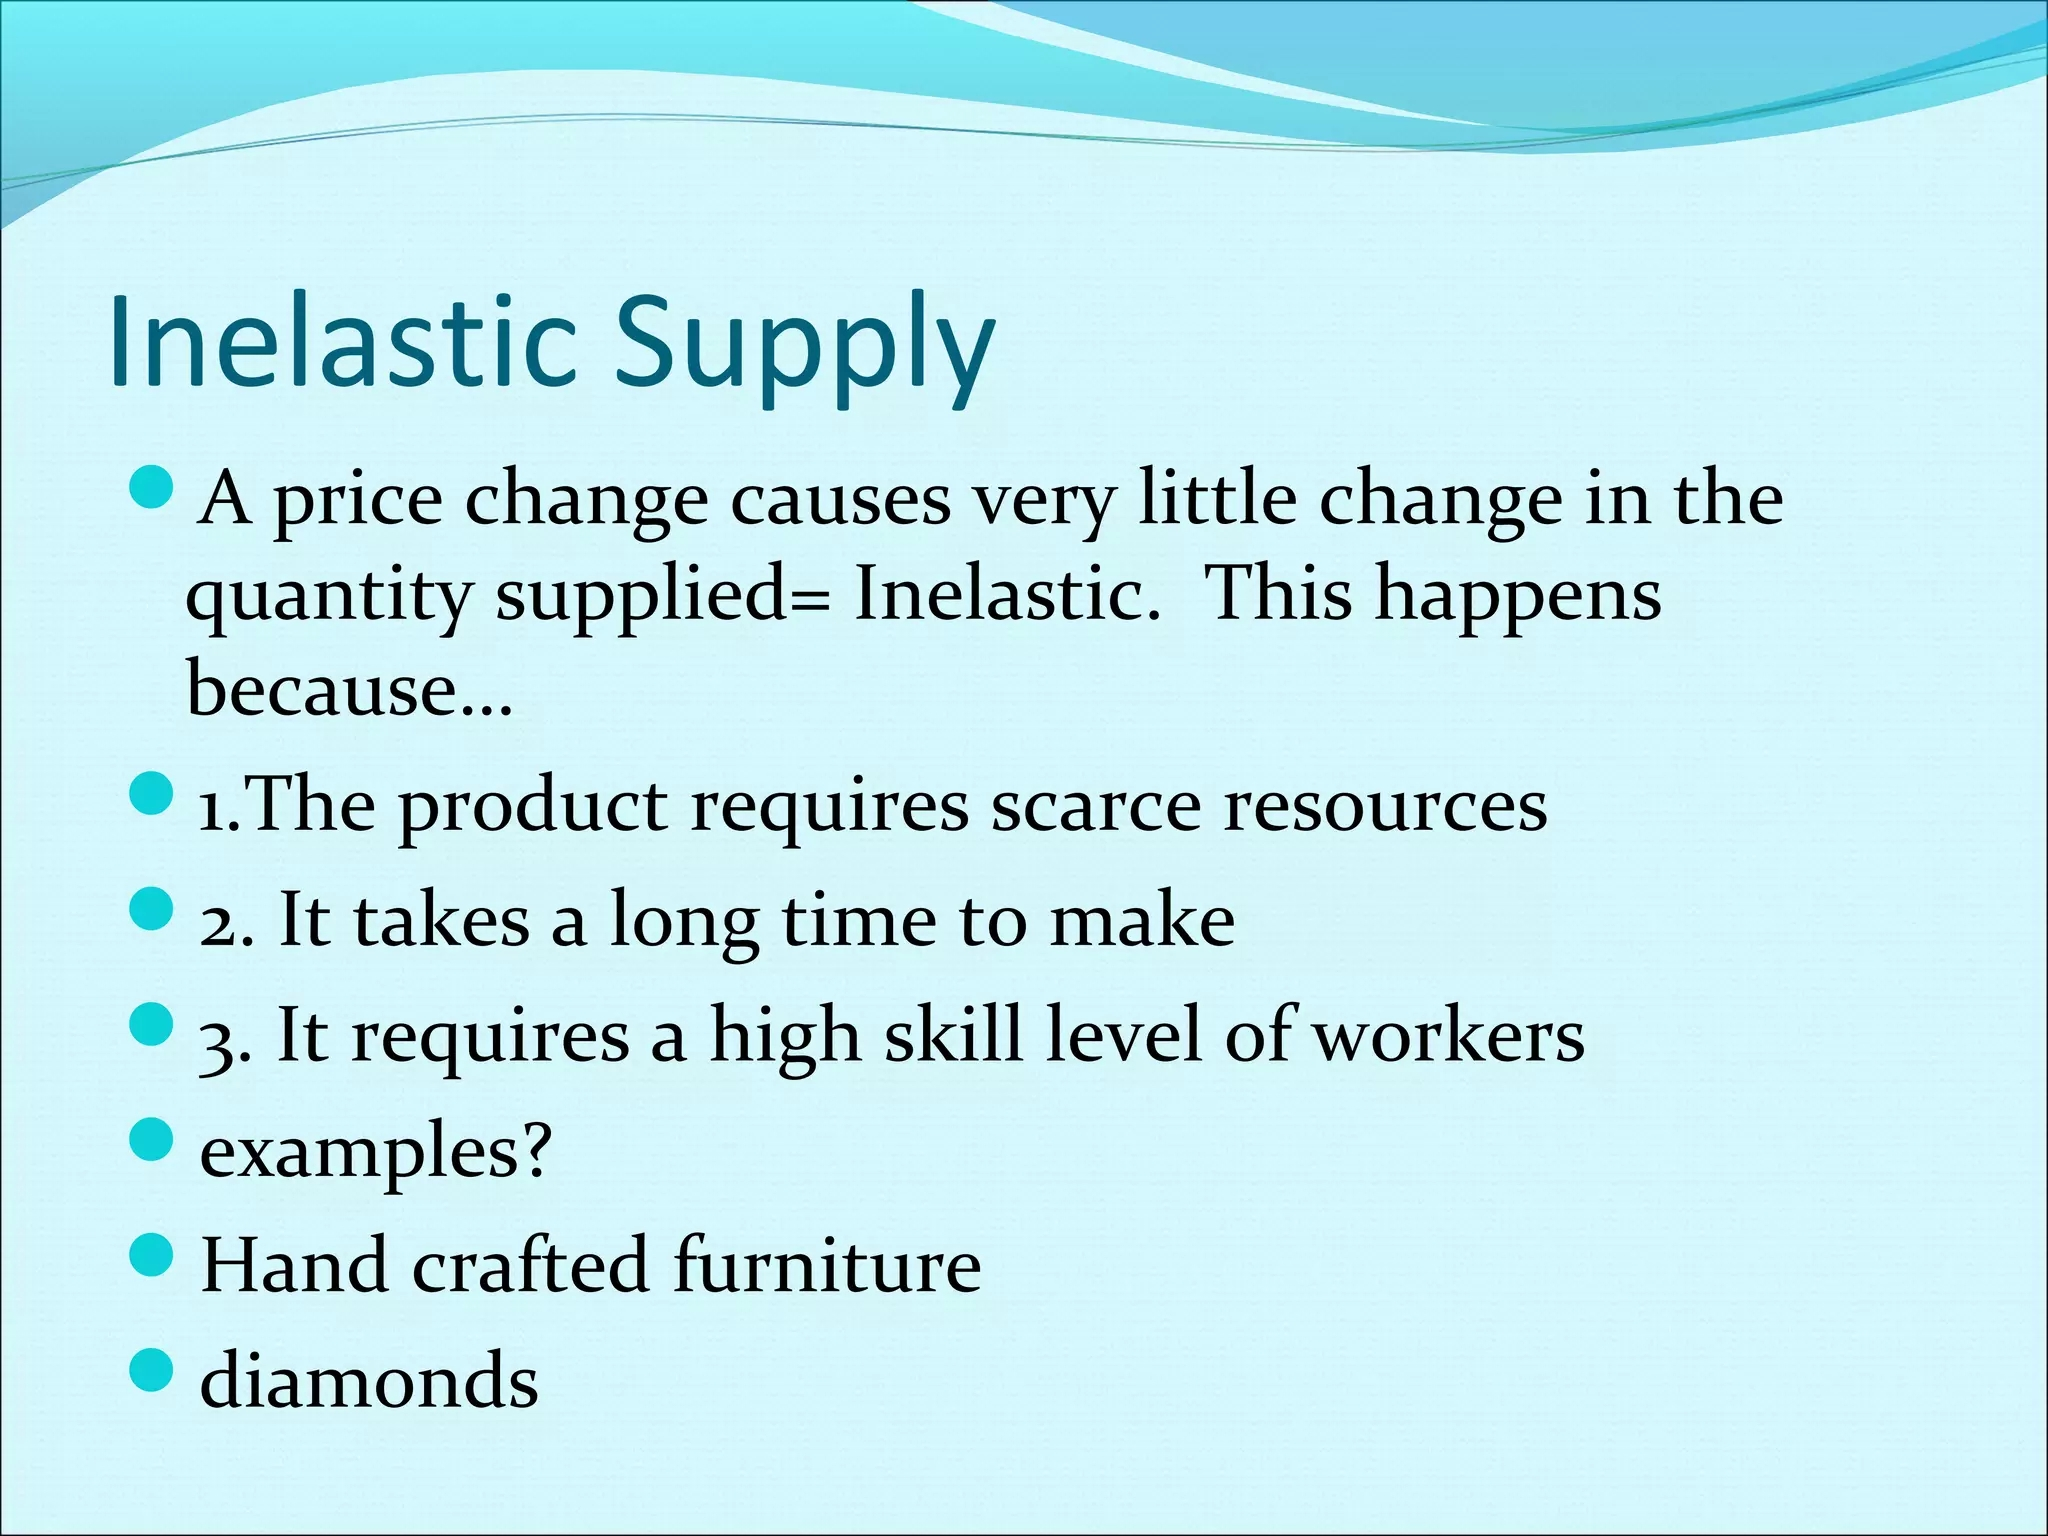 Inelastic Supply
A price change causes very little change in the
quantity supplied= Inelastic.  This happens
because…
1.The product requires scarce resources
2. It takes a long time to make
3. It requires a high skill level of workers
examples?
Hand crafted furniture
diamonds